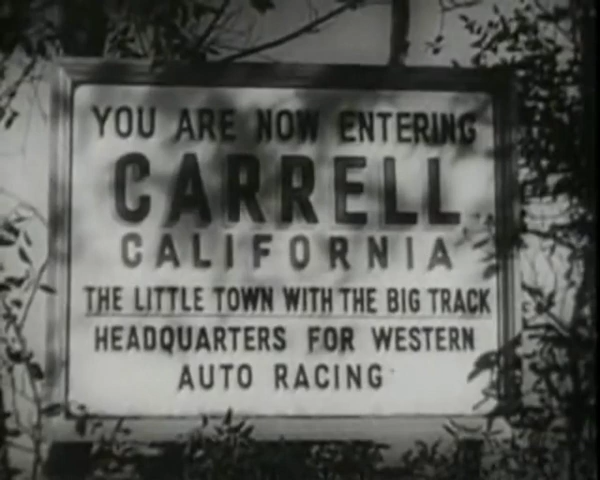 YOU ARE NOW ENTERING
CARRELL
CALIFORNIA
THE LITTLE TOWN WITH THE BIG TRACK
HEADQUARTERS FOR WESTERN
AUTO RACING